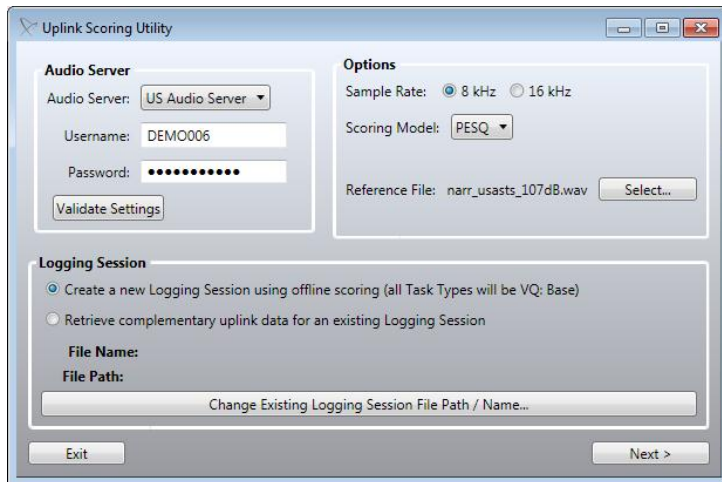 Uplink Scoring Utility
Audio Server
Audio Server: US Audio Server
Username: DEMO006
Password: ●●●●●●●●●●●
Validate Settings
Options
Sample Rate: 8 kHz 16 kHz
Scoring Model: PESQ
Reference File: narr_usasts_107dB.wav Select...
Logging Session
Create a new Logging Session using offline scoring (all Task Types will be VQ: Base)
Retrieve complementary uplink data for an existing Logging Session
File Name:
File Path:
Change Existing Logging Session File Path / Name...
Exit Next >